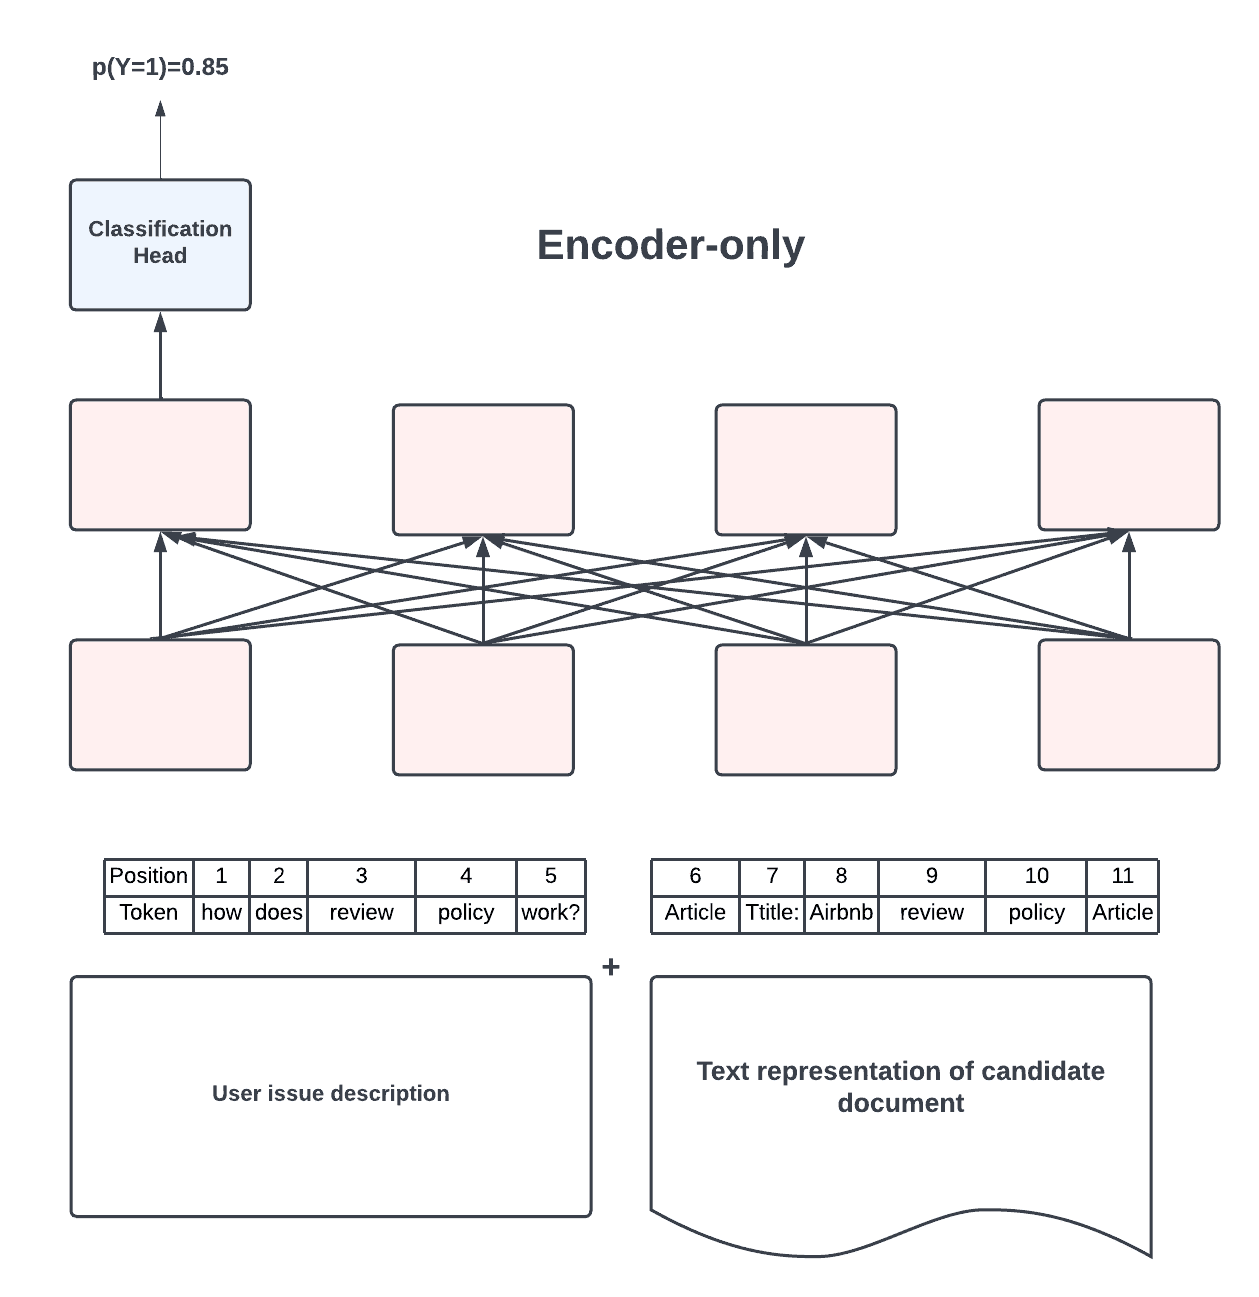 p(Y=1)=0.85
Classification
Head
Encoder-only
Position 1 2 3 4 5
Token how does review policy work?
6 7 8 9 10 11
Article Ttitle: Airbnb review policy Article
+
User issue description
Text representation of candidate
document